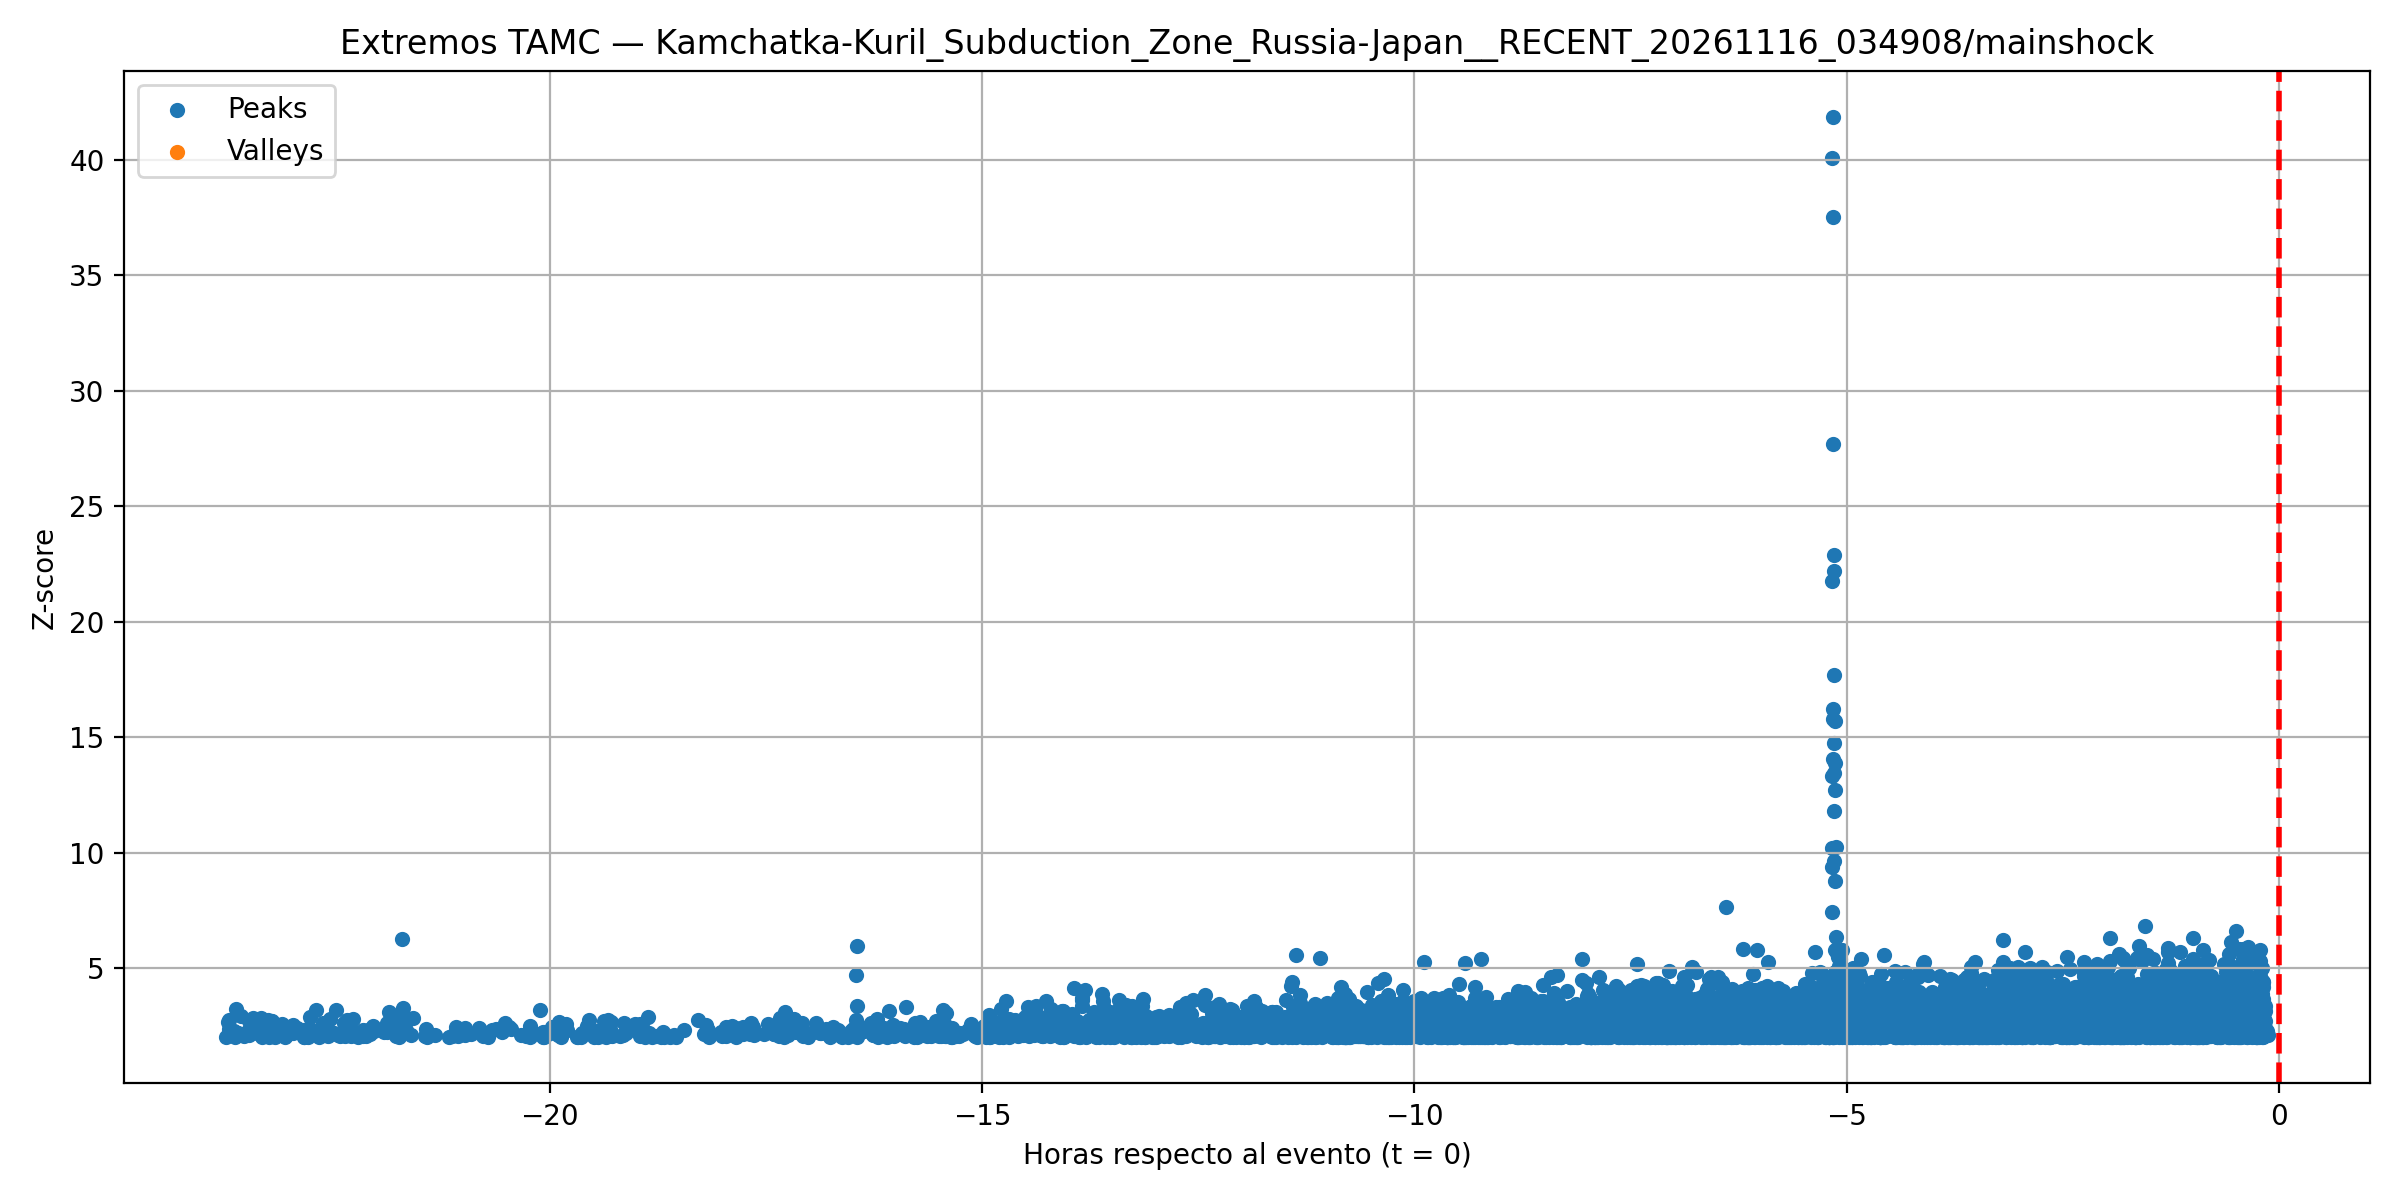 Extremos TAMC — Kamchatka-Kuril_Subduction_Zone_Russia-Japan__RECENT_20261116_034908/mainshock
Peaks
Valleys
Z-score
40
35
30
25
20
15
10
5
−20
−15
−10
−5
0
Horas respecto al evento (t = 0)